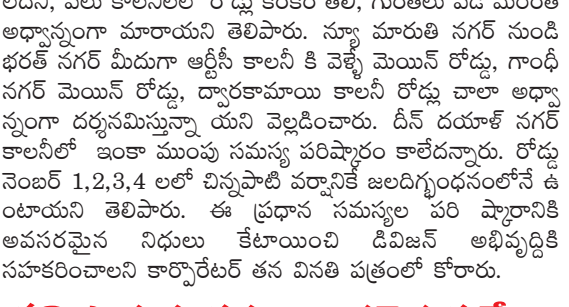 లేదని, పలు కాలనీలలో రోడ్లు కంకర తేలి, గుంతలు పడి మరింత
అధ్వాన్నంగా మారాయని తెలిపారు. న్యూ మారుతి నగర్ నుండి
భరత్ నగర్ మీదుగా ఆర్టీసీ కాలనీ కి వెళ్ళే మెయిన్ రోడ్డు, గాంధీ
నగర్ మెయిన్ రోడ్డు, ద్వారకామాయి కాలనీ రోడ్లు చాలా అధ్వా
న్నంగా దర్శనమిస్తున్నా యని వెల్లడించారు. దీన్ దయాళ్ నగర్
కాలనీలో ఇంకా ముంపు సమస్య పరిష్కారం కాలేదన్నారు. రోడ్డు
నెంబర్ 1,2,3,4 లలో చిన్నపాటి వర్షానికే జలదిగ్భంధనంలోనే ఉ
ంటాయని తెలిపారు. ఈ ప్రధాన సమస్యల పరి ష్కారానికి
అవసరమైన నిధులు కేటాయించి డివిజన్ అభివృద్ధికి
సహకరించాలని కార్పొరేటర్ తన వినతి పత్రంలో కోరారు.